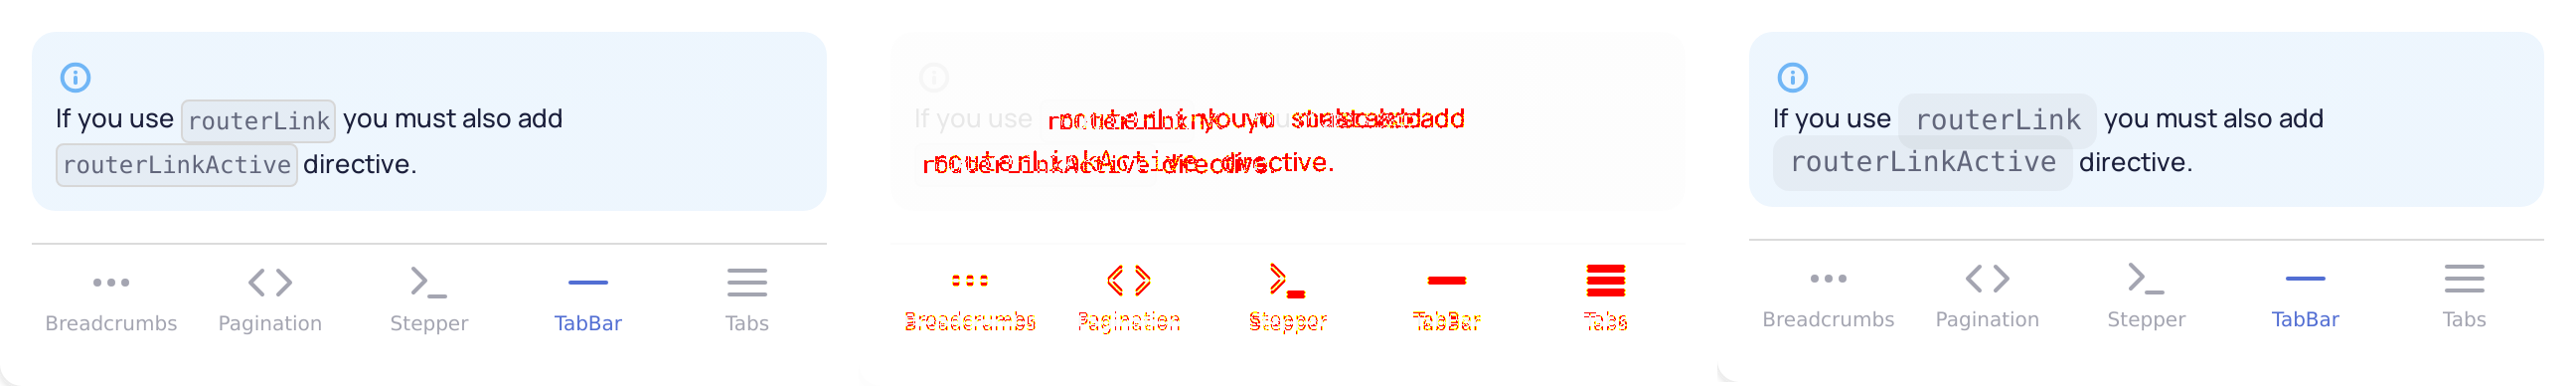 If you use routerLink you must also add
routerLinkActive directive.
Breadcrumbs Pagination Stepper TabBar Tabs
If you use
Breadcrumbs Pagination Stepper TabBar Tabs
If you use routerLink you must also add
routerLinkActive directive.
Breadcrumbs Pagination Stepper TabBar Tabs